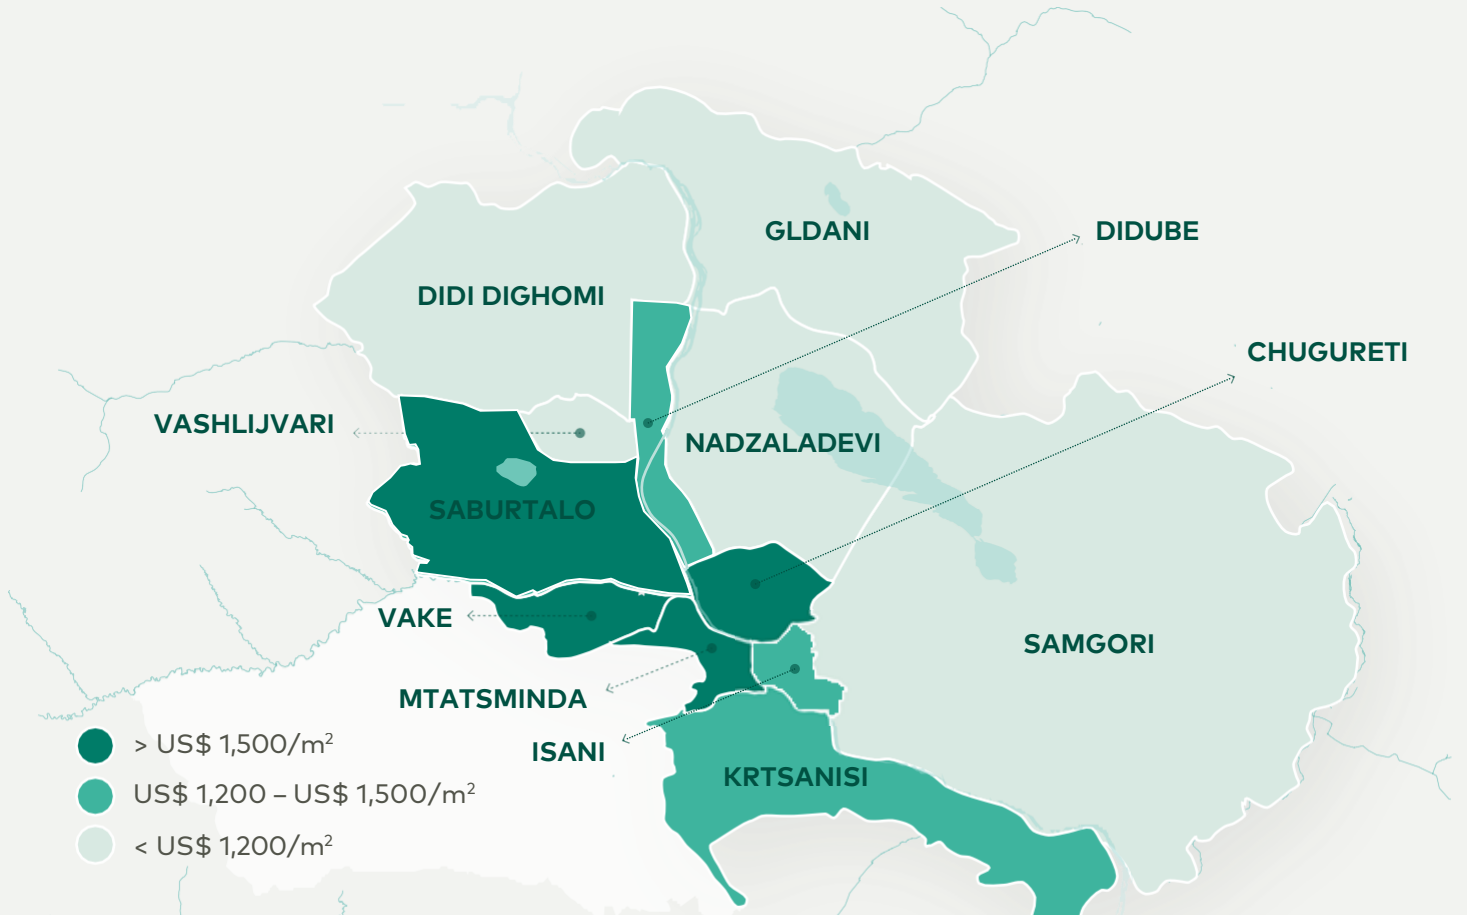 GLDANI
DIDUBE
DIDI DIGHOMI
CHUGURETI
VASHLIJVARI
NADZALADEVI
SABURTALO
VAKE
SAMGORI
MTATSMINDA
ISANI
KRTSANISI
> US$ 1,500/m²
US$ 1,200 – US$ 1,500/m²
< US$ 1,200/m²